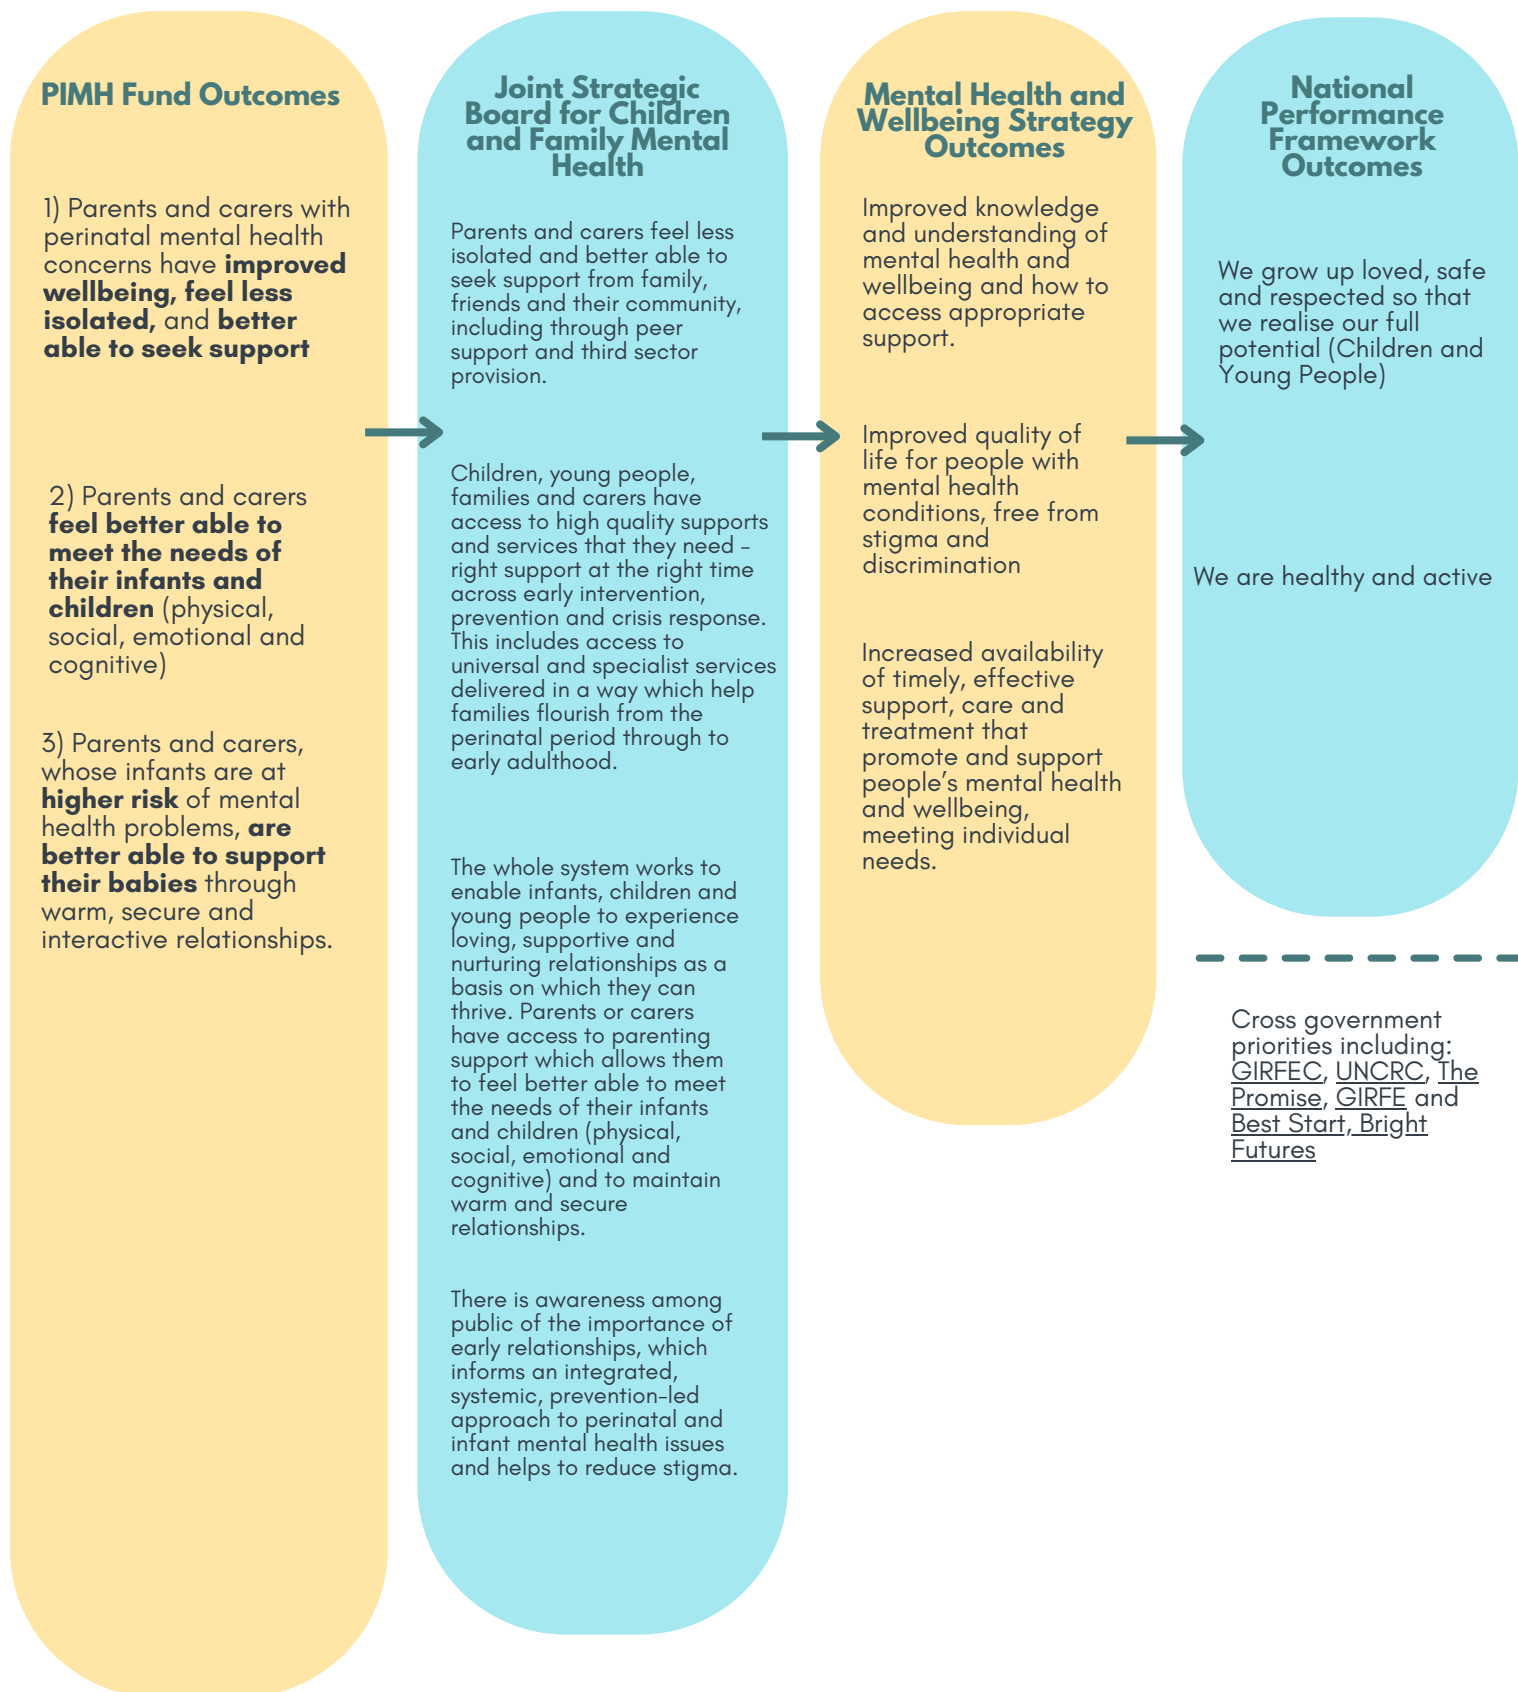 PIMH Fund Outcomes
1) Parents and carers with
perinatal mental health
concerns have improved
wellbeing, feel less
isolated, and better
able to seek support
2) Parents and carers
feel better able to
meet the needs of
their infants and
children (physical,
social, emotional and
cognitive)
3) Parents and carers,
whose infants are at
higher risk of mental
health problems, are
better able to support
their babies through
warm, secure and
interactive relationships.
Joint Strategic
Board for Children
and Family Mental
Health
Parents and carers feel less
isolated and better able to
seek support from family,
friends and their community,
including through peer
support and third sector
provision.
Children, young people,
families and carers have
access to high quality supports
and services that they need –
right support at the right time
across early intervention,
prevention and crisis response.
This includes access to
universal and specialist services
delivered in a way which help
families flourish from the
perinatal period through to
early adulthood.
The whole system works to
enable infants, children and
young people to experience
loving, supportive and
nurturing relationships as a
basis on which they can
thrive. Parents or carers
have access to parenting
support which allows them
to feel better able to meet
the needs of their infants
and children (physical,
social, emotional and
cognitive) and to maintain
warm and secure
relationships.
There is awareness among
public of the importance of
early relationships, which
informs an integrated,
systemic, prevention-led
approach to perinatal and
infant mental health issues
and helps to reduce stigma.
Mental Health and
Wellbeing Strategy
Outcomes
Improved knowledge
and understanding of
mental health and
wellbeing and how to
access appropriate
support.
Improved quality of
life for people with
mental health
conditions, free from
stigma and
discrimination
Increased availability
of timely, effective
support, care and
treatment that
promote and support
people’s mental health
and wellbeing,
meeting individual
needs.
National
Performance
Framework
Outcomes
We grow up loved, safe
and respected so that
we realise our full
potential (Children and
Young People)
We are healthy and active
Cross government
priorities including:
GIRFEC, UNCRC, The
Promise, GIRFE and
Best Start, Bright
Futures